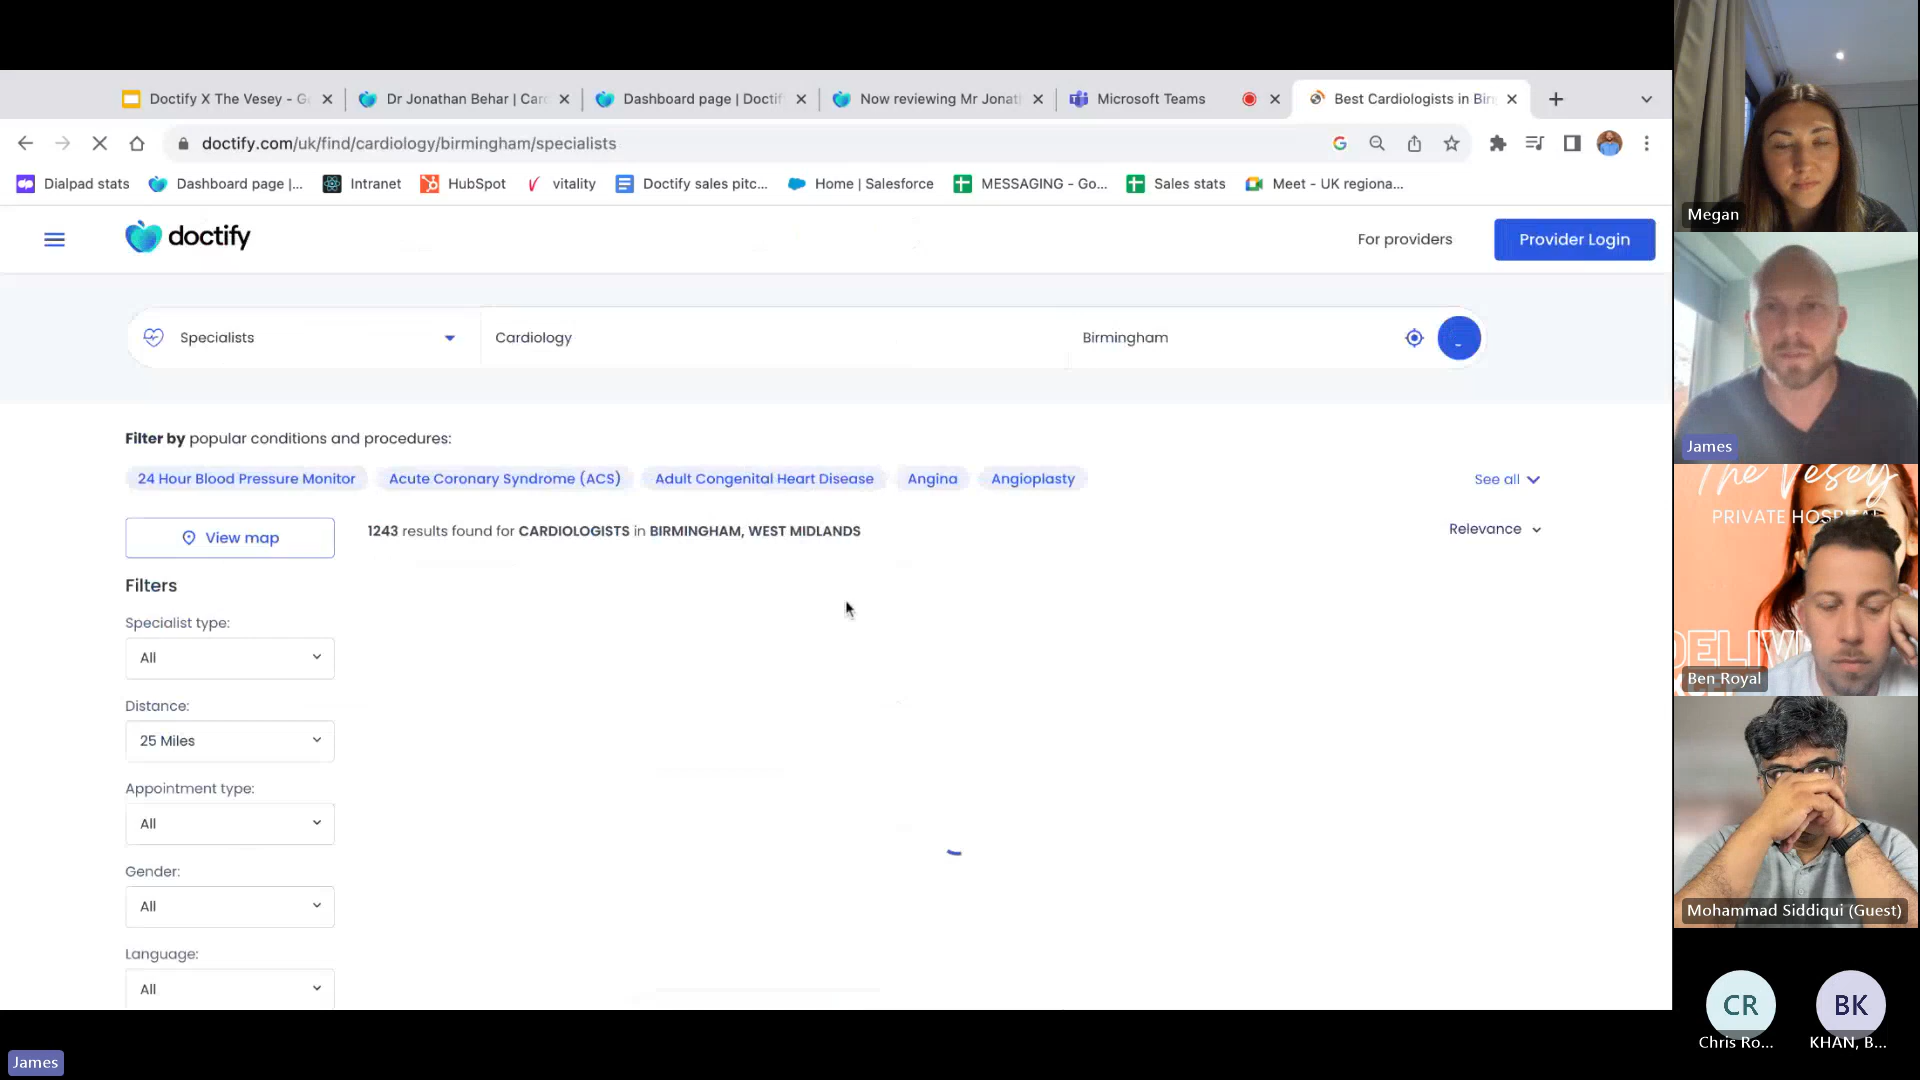 Doctify X The Vesey - G
Dr Jonathan Behar | Car
Dashboard page | Doctif
Now reviewing Mr Jonat
Microsoft Teams
Best Cardiologists in Bir
doctify.com/uk/find/cardiology/birmingham/specialists
Dialpad stats
Dashboard page |...
Intranet
HubSpot
vitality
Doctify sales pitc...
Home | Salesforce
MESSAGING - Go...
Sales stats
Meet - UK regiona...
doctify
For providers
Provider Login
Specialists
Cardiology
Birmingham
Filter by popular conditions and procedures:
24 Hour Blood Pressure Monitor
Acute Coronary Syndrome (ACS)
Adult Congenital Heart Disease
Angina
Angioplasty
See all
View map
1243 results found for CARDIOLOGISTS in BIRMINGHAM, WEST MIDLANDS
Relevance
Filters
Specialist type:
All
Distance:
25 Miles
Appointment type:
All
Gender:
All
Language:
All
Megan
James
The Vesey
PRIVATE HOSPITAL
DELIV
Ben Royal
Mohammad Siddiqui (Guest)
CR
BK
Chris Ro...
KHAN, B...
James